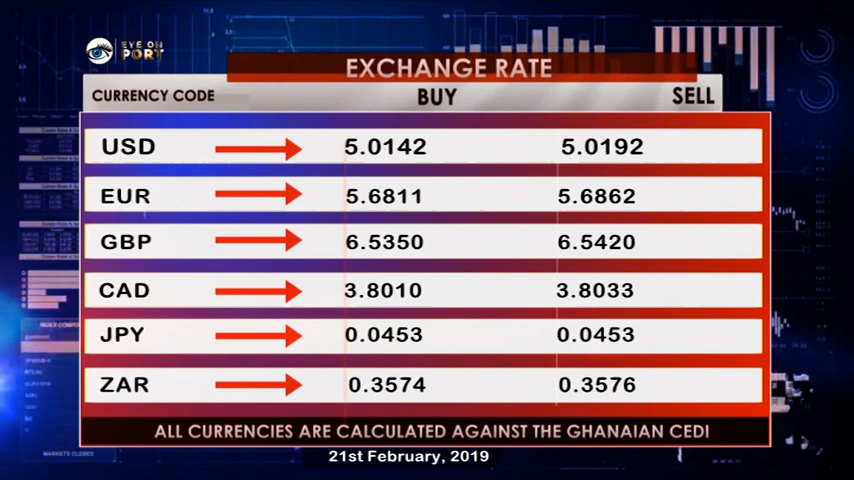 EYE ON
PORT
EXCHANGE RATE
CURRENCY CODE BUY SELL
USD 5.0142 5.0192
EUR 5.6811 5.6862
GBP 6.5350 6.5420
CAD 3.8010 3.8033
JPY 0.0453 0.0453
ZAR 0.3574 0.3576
ALL CURRENCIES ARE CALCULATED AGAINST THE GHANAIAN CEDI
21st February, 2019
MARKETS CLOSED